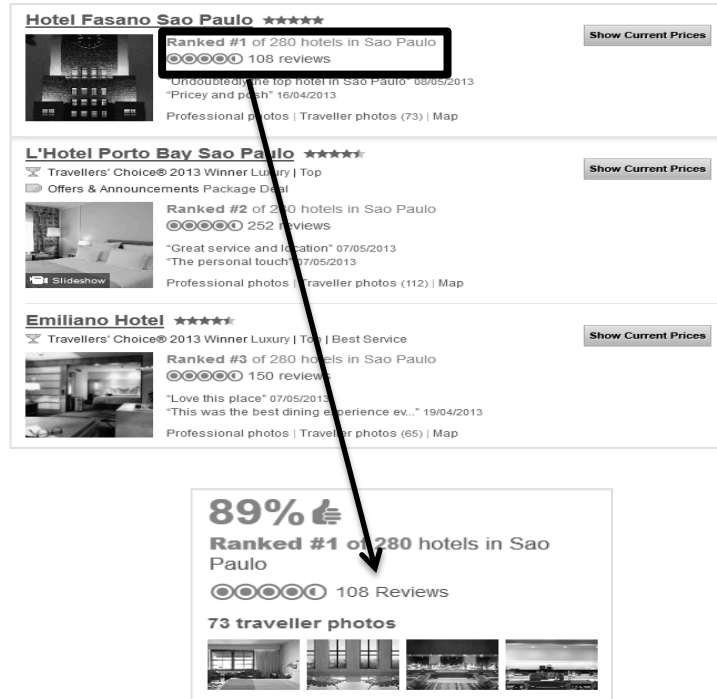 Hotel Fasano Sao Paulo
Ranked #1 of 280 hotels in Sao Paulo
108 reviews
Show Current Prices
"Undoubtedly the top hotel in Sao Paulo" 08/05/2013
"Pricey and posh" 16/04/2013
Professional photos | Traveller photos (73) | Map
L'Hotel Porto Bay Sao Paulo
Show Current Prices
Travellers' Choice® 2013 Winner Luxury | Top
Offers & Announcements Package Deal
Ranked #2 of 280 hotels in Sao Paulo
252 reviews
"Great service and location" 07/05/2013
"The personal touch" 07/05/2013
Slideshow
Professional photos | Traveller photos (112) | Map
Emiliano Hotel
Show Current Prices
Travellers' Choice® 2013 Winner Luxury | Top | Best Service
Ranked #3 of 280 hotels in Sao Paulo
150 reviews
"Love this place" 07/05/2013
"This was the best dining experience ev..." 19/04/2013
Professional photos | Traveller photos (65) | Map
89%
Ranked #1 of 280 hotels in Sao
Paulo
108 Reviews
73 traveller photos